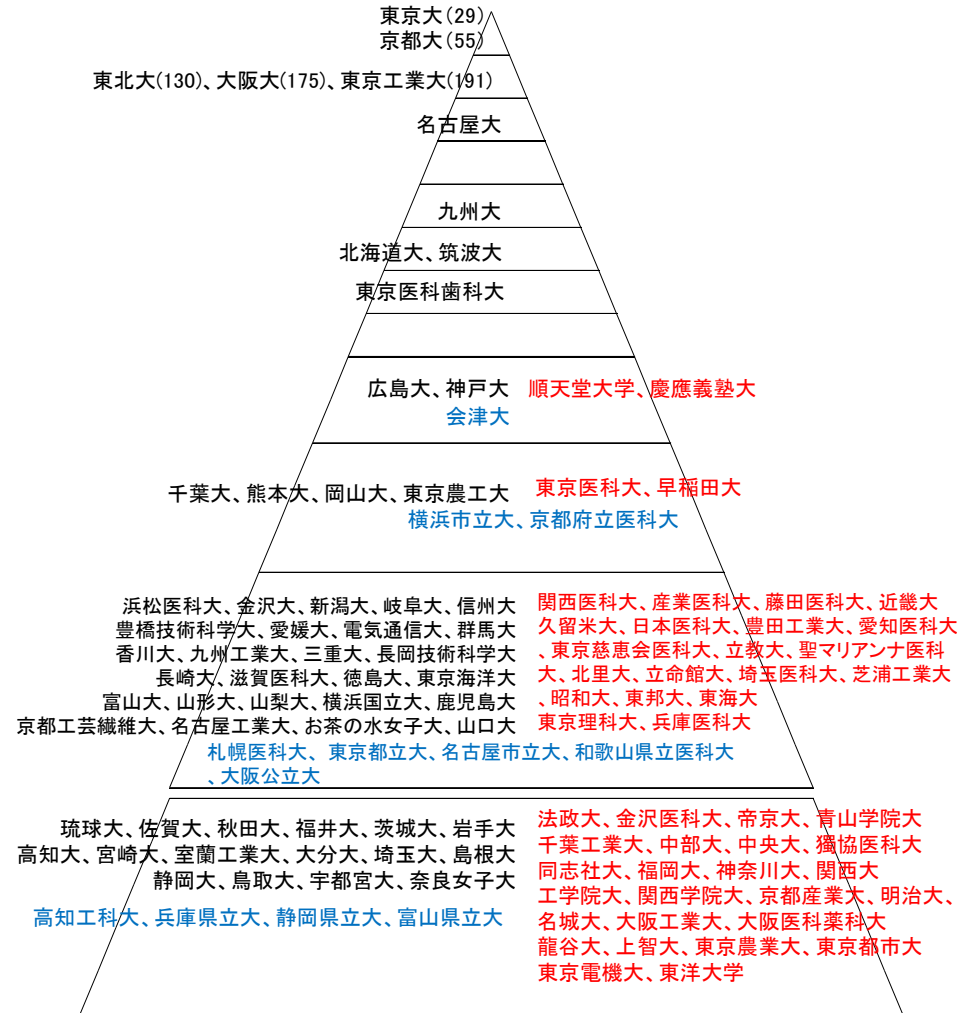 東京大(29)
京都大(55)
東北大(130)、大阪大(175)、東京工業大(191)
名古屋大
九州大
北海道大、筑波大
東京医科歯科大
広島大、神戸大
順天堂大学、慶應義塾大
会津大
千葉大、熊本大、岡山大、東京農工大
東京医科大、早稲田大
横浜市立大、京都府立医科大
浜松医科大、金沢大、新潟大、岐阜大、信州大
豊橋技術科学大、愛媛大、電気通信大、群馬大
香川大、九州工業大、三重大、長岡技術科学大
長崎大、滋賀医科大、徳島大、東京海洋大
富山大、山形大、山梨大、横浜国立大、鹿児島大
京都工芸繊維大、名古屋工業大、お茶の水女子大、山口大
関西医科大、産業医科大、藤田医科大、近畿大
久留米大、日本医科大、豊田工業大、愛知医科大
、東京慈恵会医科大、立教大、聖マリアンナ医科
大、北里大、立命館大、埼玉医科大、芝浦工業大
、昭和大、東邦大、東海大
東京理科大、兵庫医科大
札幌医科大、東京都立大、名古屋市立大、和歌山県立医科大
、大阪公立大
琉球大、佐賀大、秋田大、福井大、茨城大、岩手大
高知大、宮崎大、室蘭工業大、大分大、埼玉大、島根大
静岡大、鳥取大、宇都宮大、奈良女子大
高知工科大、兵庫県立大、静岡県立大、富山県立大
法政大、金沢医科大、帝京大、青山学院大
千葉工業大、中部大、中央大、獨協医科大
同志社大、福岡大、神奈川大、関西大
工学院大、関西学院大、京都産業大、明治大、
名城大、大阪工業大、大阪医科薬科大
龍谷大、上智大、東京農業大、東京都市大
東京電機大、東洋大学